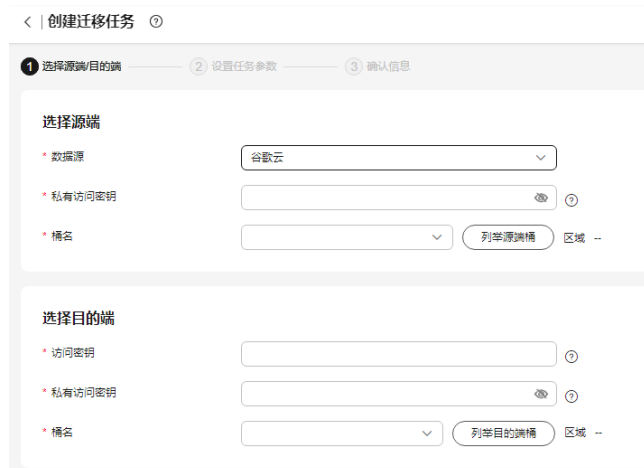 创建迁移任务 ?
1 选择源端/目的端 2 设置任务参数 3 确认信息
选择源端
* 数据源 谷歌云
* 私有访问密钥 ?
* 桶名 列举源端桶 区域 --
选择目的端
* 访问密钥 ?
* 私有访问密钥 ?
* 桶名 列举目的端桶 区域 --